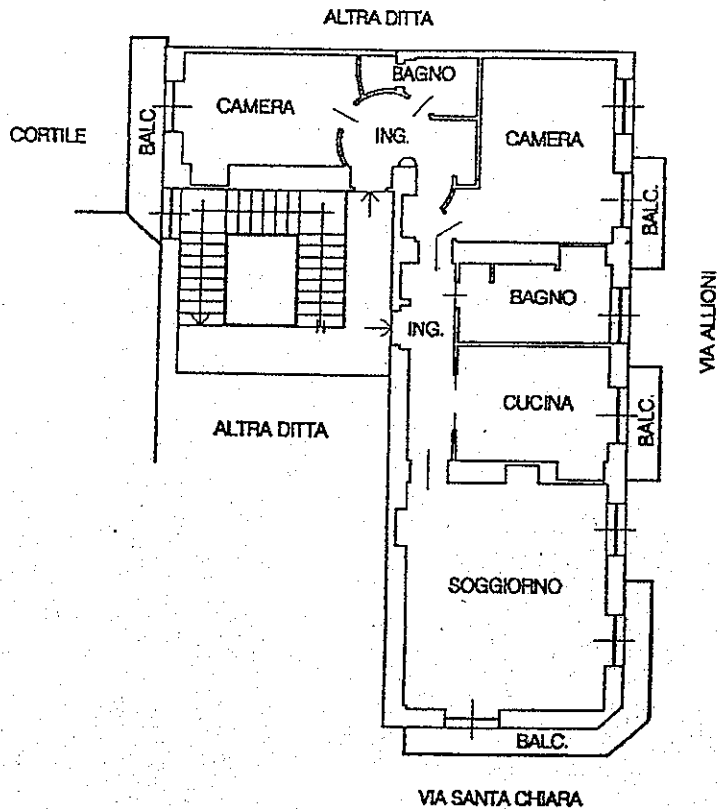 ALTRA DITTA
BAGNO
CAMERA
BALC.
CORTILE
ING.
CAMERA
BALC.
BAGNO
VIA ALLIONI
ING.
CUCINA
BALC.
ALTRA DITTA
SOGGIORNO
BALC.
VIA SANTA CHIARA